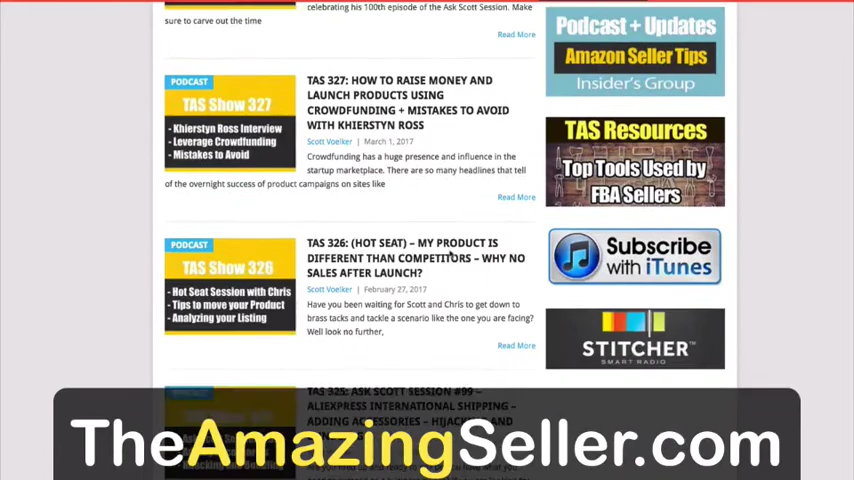 celebrating his 100th episode of the Ask Scott Session. Make
sure to carve out the time
Read More
PODCAST
TAS Show 327
- Khierstyn Ross Interview
- Leverage Crowdfunding
- Mistakes to Avoid
TAS 327: HOW TO RAISE MONEY AND
LAUNCH PRODUCTS USING
CROWDFUNDING + MISTAKES TO AVOID
WITH KHIERSTYN ROSS
Scott Voelker | March 1, 2017
Crowdfunding has a huge presence and influence in the
startup marketplace. There are so many headlines that tell
of the overnight success of product campaigns on sites like
Read More
PODCAST
TAS Show 326
- Hot Seat Session with Chris
- Tips to move your Product
- Analyzing your Listing
TAS 326: (HOT SEAT) – MY PRODUCT IS
DIFFERENT THAN COMPETITORS – WHY NO
SALES AFTER LAUNCH?
Scott Voelker | February 27, 2017
Have you been waiting for Scott and Chris to get down to
brass tacks and tackle a scenario like the one you are facing?
Well look no further,
Read More
TAS 325: ASK SCOTT SESSION #99 –
ALIEXPRESS INTERNATIONAL SHIPPING –
ADDING ACCESSORIES – HIJACKING AND
Podcast + Updates
Amazon Seller Tips
Insider's Group
TAS Resources
Top Tools Used by
FBA Sellers
Subscribe
with iTunes
STITCHER™
SMART RADIO
TheAmazingSeller.com